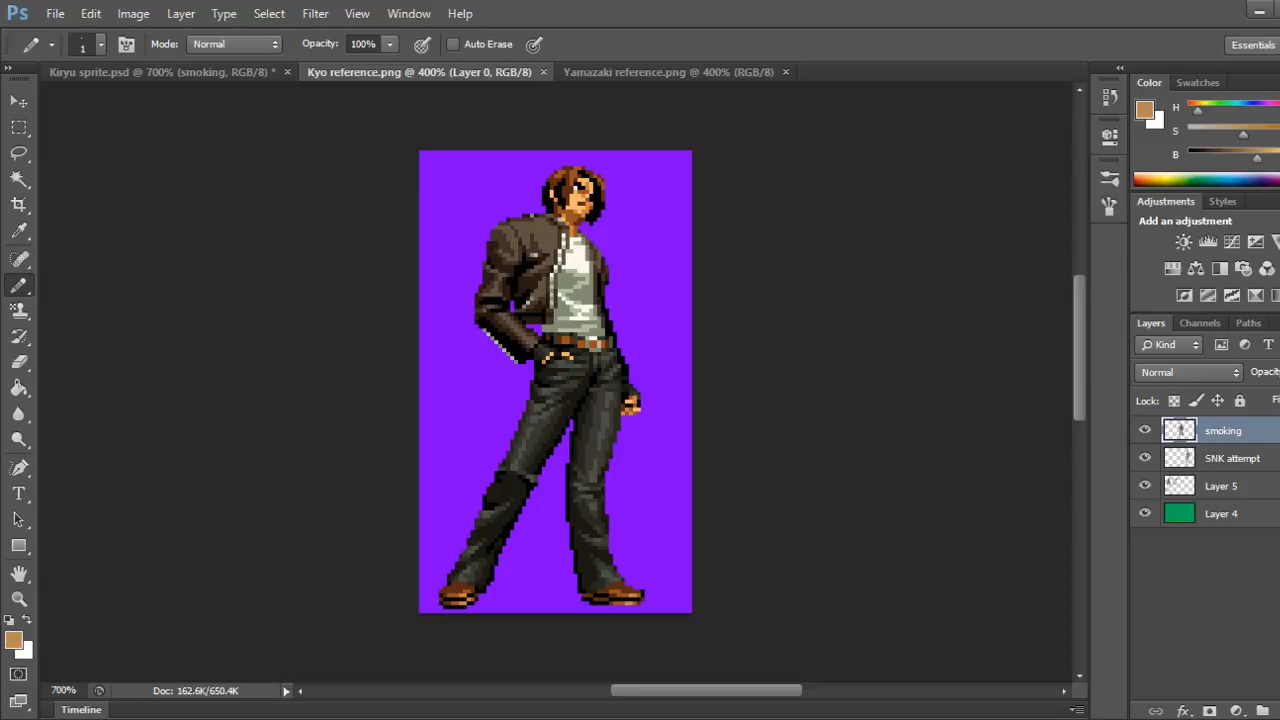 Ps File Edit Image Layer Type Select Filter View Window Help
1 Mode: Normal Opacity: 100% Auto Erase Essentials
Kiryu sprite.psd @ 700% (smoking, RGB/8) * × Kyo reference.png @ 400% (Layer 0, RGB/8) × Yamazaki reference.png @ 400% (RGB/8) ×
Color Swatches
H
S
B
Adjustments Styles
Add an adjustment
Layers Channels Paths
Kind T
Normal Opacity
Lock:
smoking
SNK attempt
Layer 5
Layer 4
T
700% Doc: 162.6K/650.4K
fx
Timeline